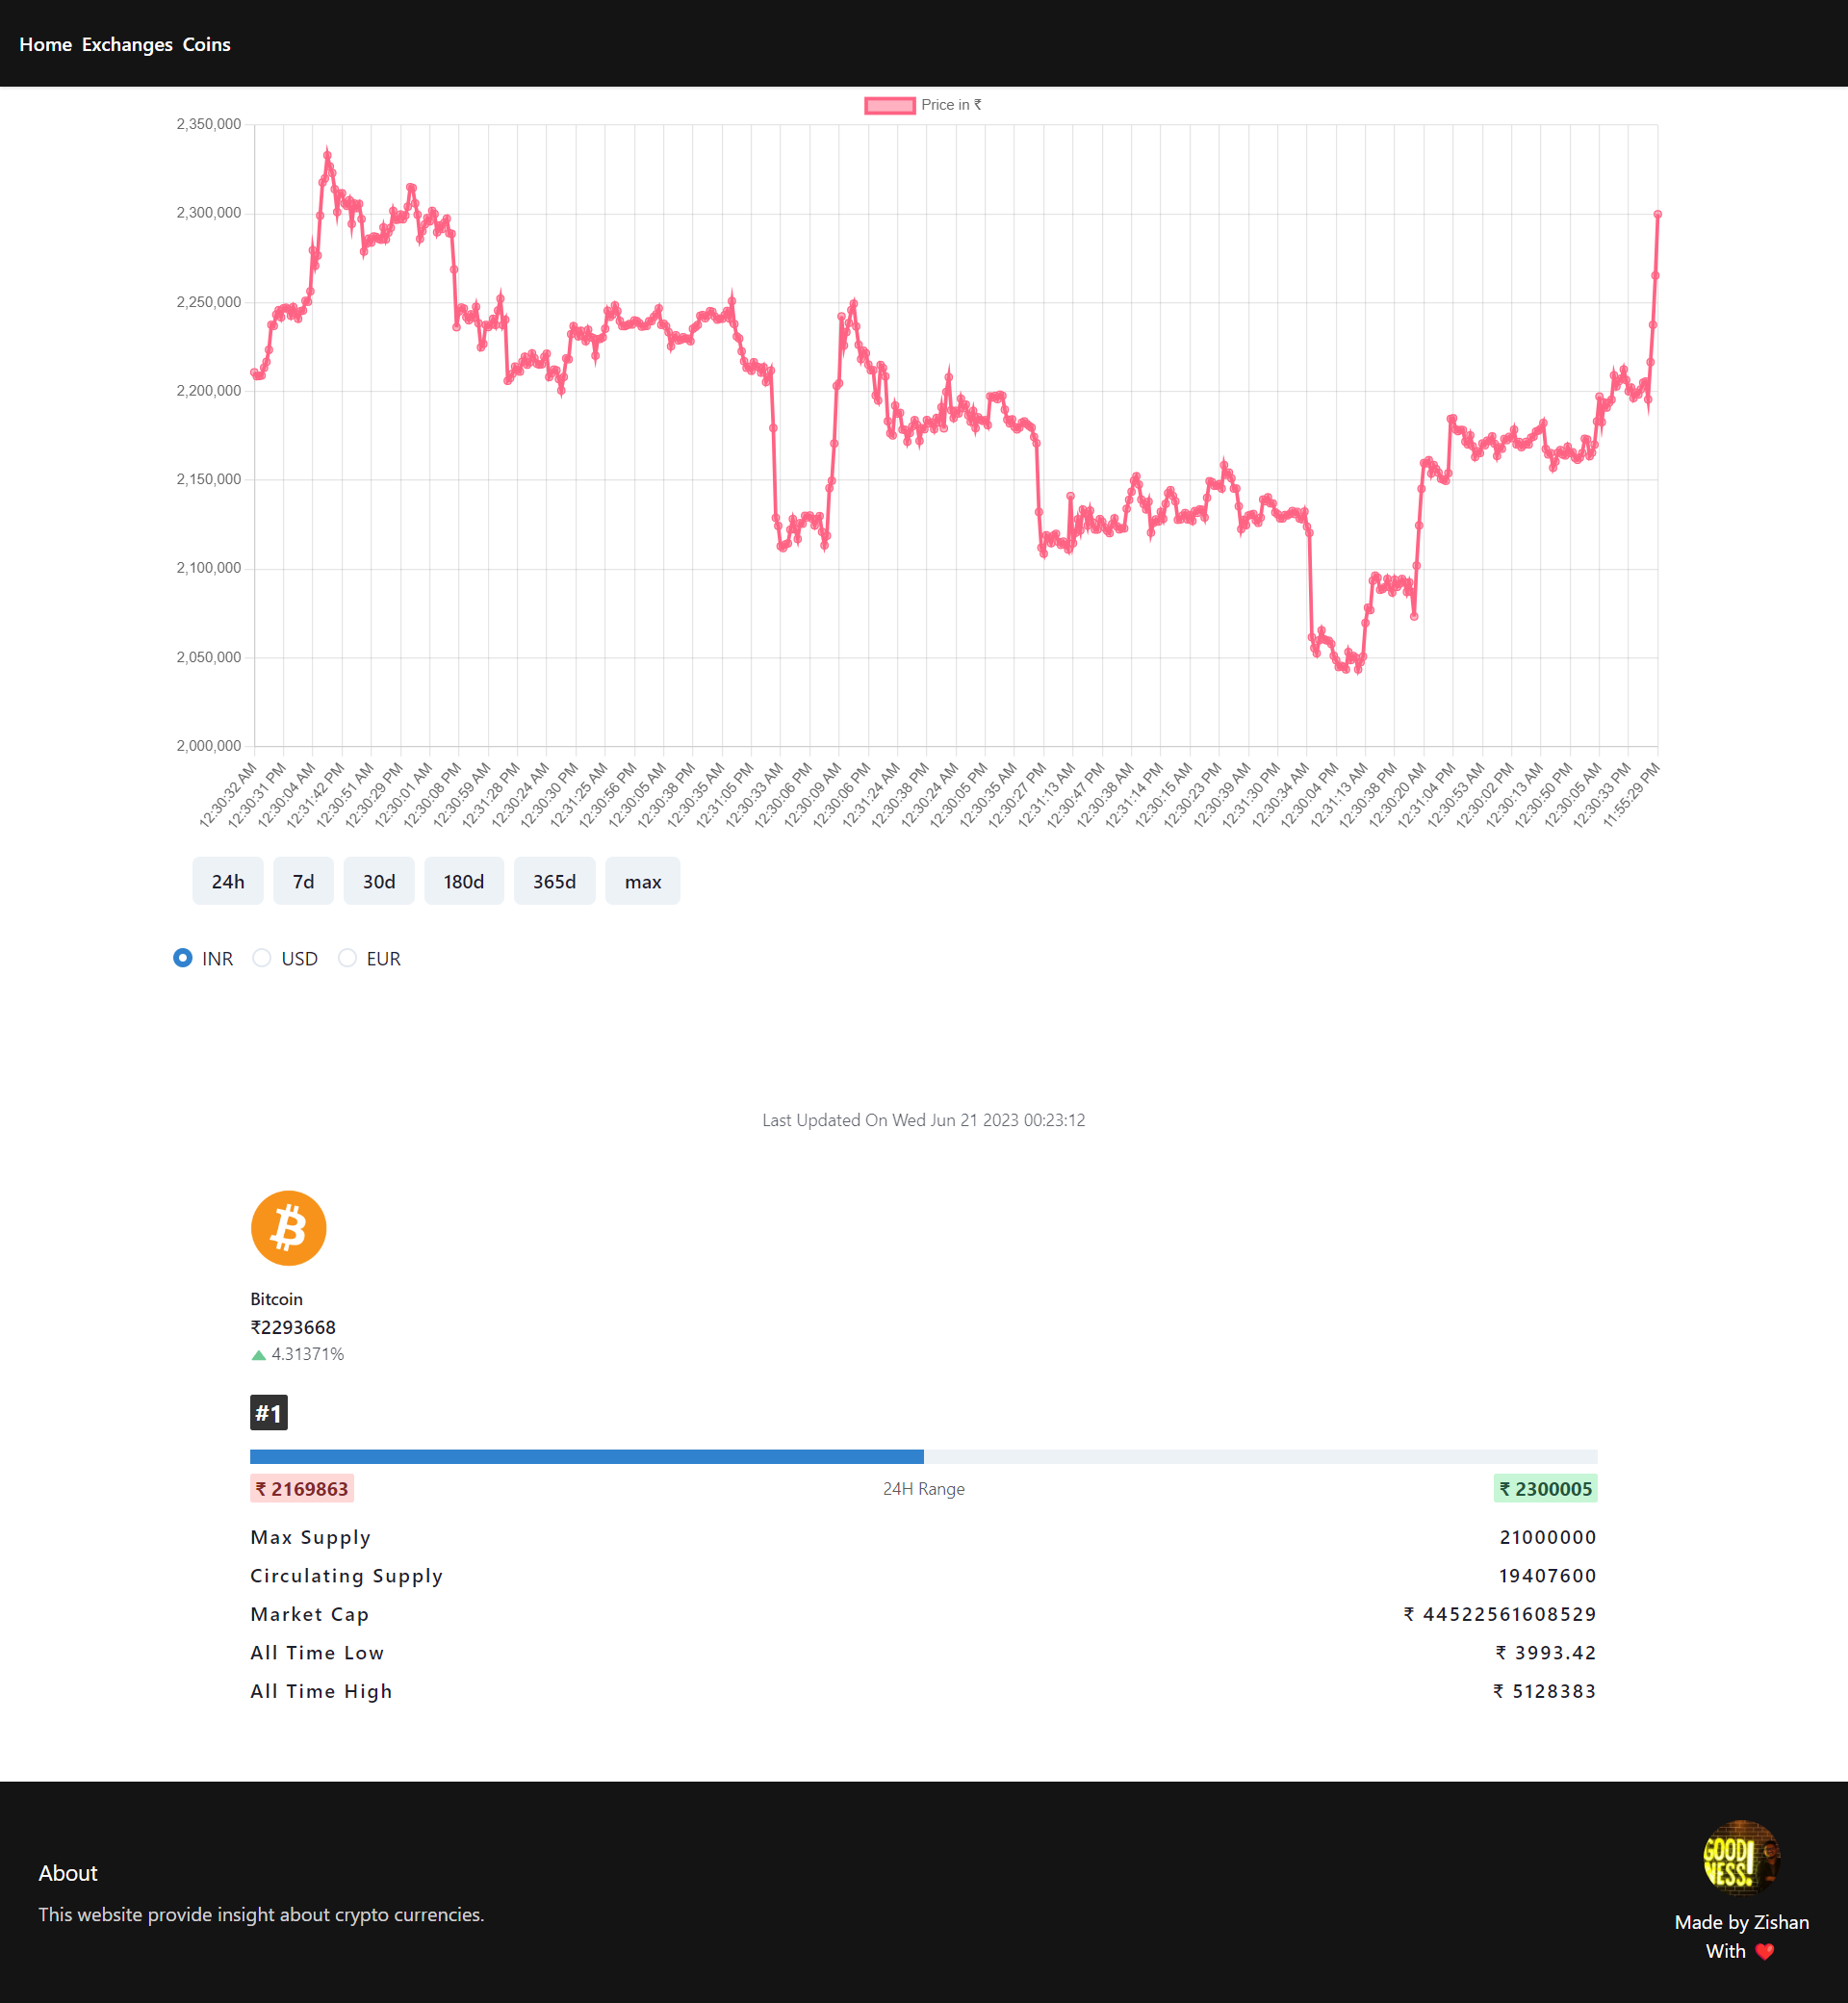 Home Exchanges Coins
Price in ₹
2,350,000
2,300,000
2,250,000
2,200,000
2,150,000
2,100,000
2,050,000
2,000,000
12:30:32 AM
12:30:31 PM
12:30:04 AM
12:31:42 PM
12:30:51 AM
12:30:29 PM
12:30:01 AM
12:30:08 PM
12:30:59 AM
12:31:28 PM
12:30:24 AM
12:30:30 PM
12:31:25 AM
12:30:56 PM
12:30:05 AM
12:30:38 PM
12:30:35 AM
12:31:05 PM
12:30:33 AM
12:30:06 PM
12:30:09 AM
12:30:06 PM
12:31:24 AM
12:30:38 PM
12:30:24 AM
12:30:05 PM
12:30:35 AM
12:30:27 PM
12:31:13 AM
12:30:47 PM
12:30:38 AM
12:31:14 PM
12:30:15 AM
12:30:23 PM
12:30:39 AM
12:31:30 PM
12:30:34 AM
12:30:04 PM
12:31:13 AM
12:30:38 PM
12:30:20 AM
12:31:04 PM
12:30:53 AM
12:30:02 PM
12:30:13 AM
12:30:50 PM
12:30:05 AM
12:30:33 PM
11:55:29 PM
24h 7d 30d 180d 365d max
INR USD EUR
Last Updated On Wed Jun 21 2023 00:23:12
Bitcoin
₹2293668
4.31371%
#1
₹ 2169863 24H Range ₹ 2300005
Max Supply 21000000
Circulating Supply 19407600
Market Cap ₹ 44522561608529
All Time Low ₹ 3993.42
All Time High ₹ 5128383
About
This website provide insight about crypto currencies.
GOOD
NESS!
Made by Zishan
With ❤️